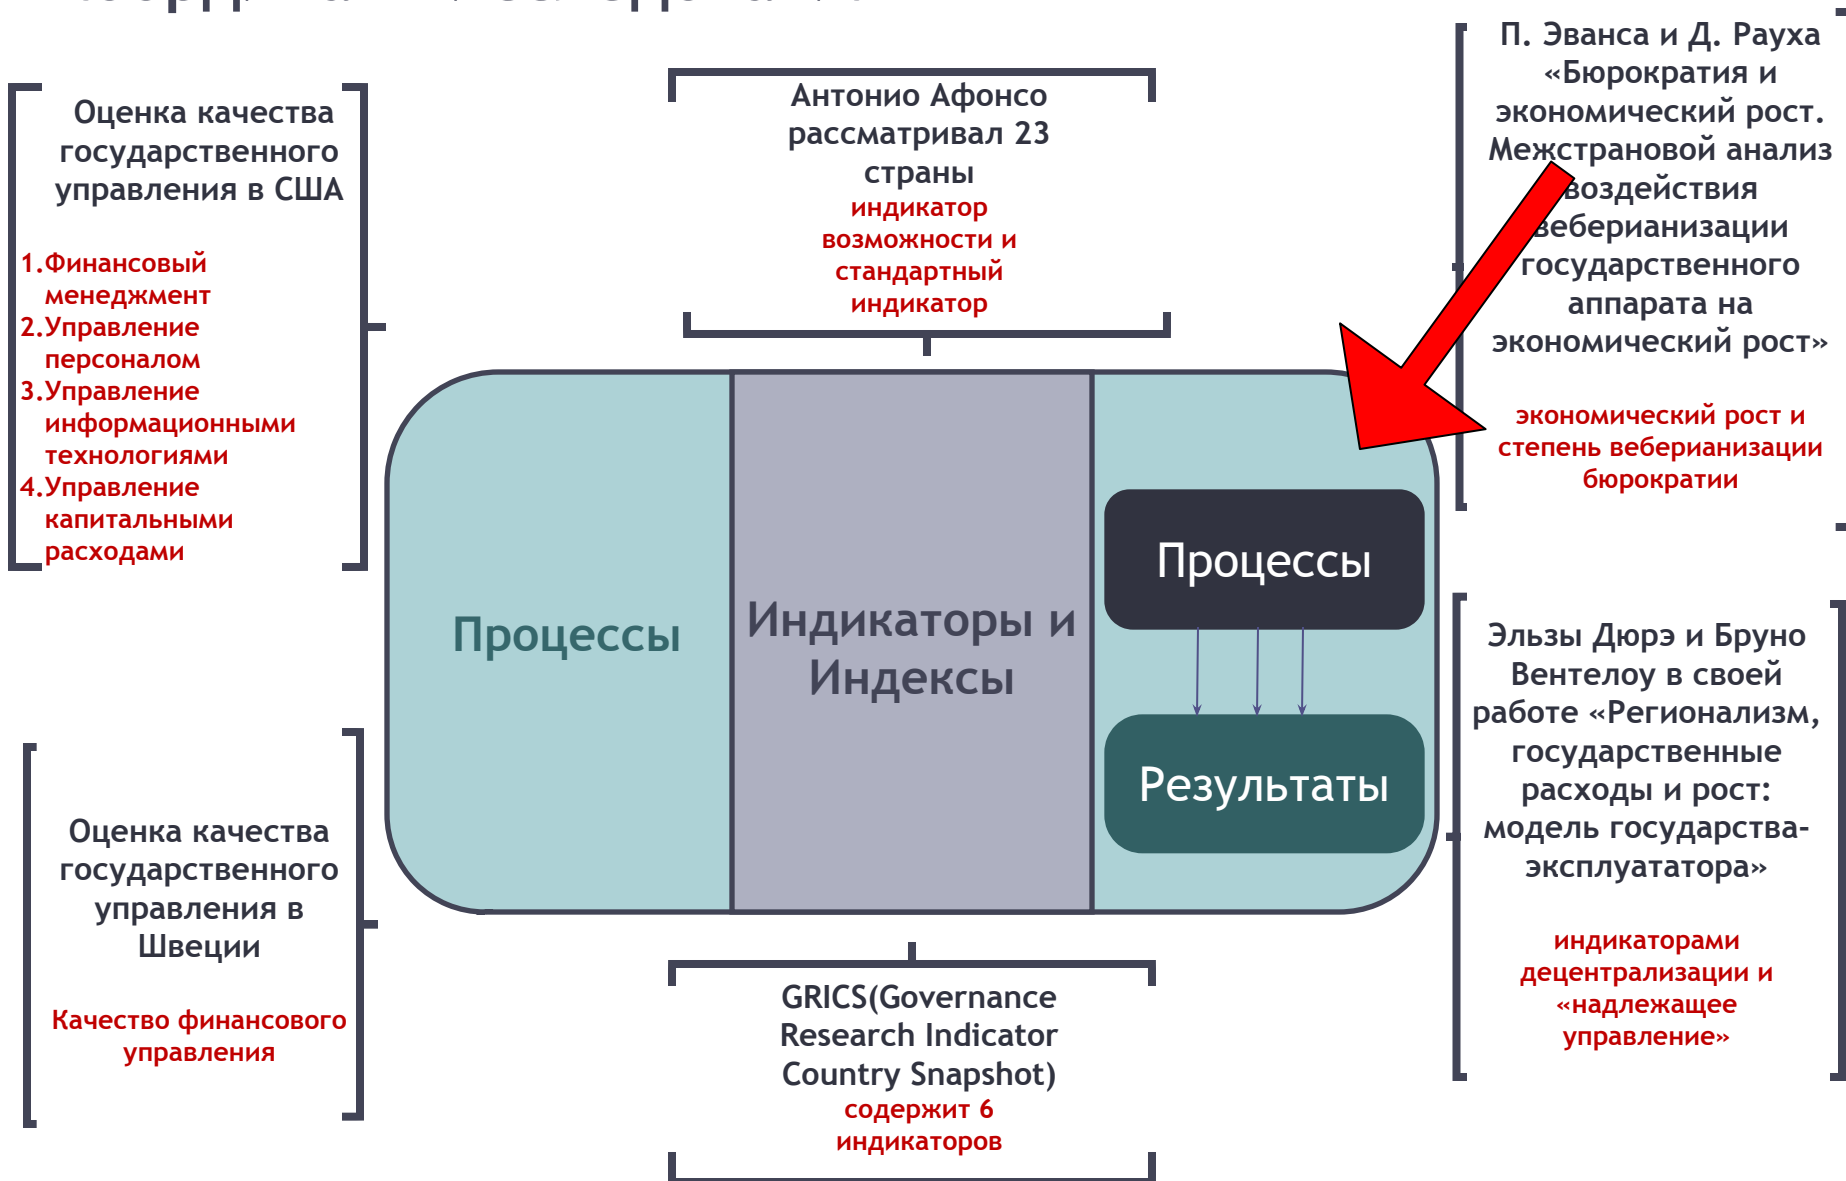 Оценка качества
государственного
управления в США
1.Финансовый
менеджмент
2.Управление
персоналом
3.Управление
информационными
технологиями
4.Управление
капитальными
расходами
Оценка качества
государственного
управления в
Швеции
Качество финансового
управления
Антонио Афонсо
рассматривал 23
страны
индикатор
возможности и
стандартный
индикатор
Процессы
Индикаторы и
Индексы
Процессы
Результаты
GRICS(Governance
Research Indicator
Country Snapshot)
содержит 6
индикаторов
П. Эванса и Д. Рауха
«Бюрократия и
экономический рост.
Межстрановой анализ
воздействия
веберианизации
государственного
аппарата на
экономический рост»
экономический рост и
степень веберианизации
бюрократии
Эльзы Дюрэ и Бруно
Вентелоу в своей
работе «Регионализм,
государственные
расходы и рост:
модель государства-
эксплуататора»
индикаторами
децентрализации и
«надлежащее
управление»